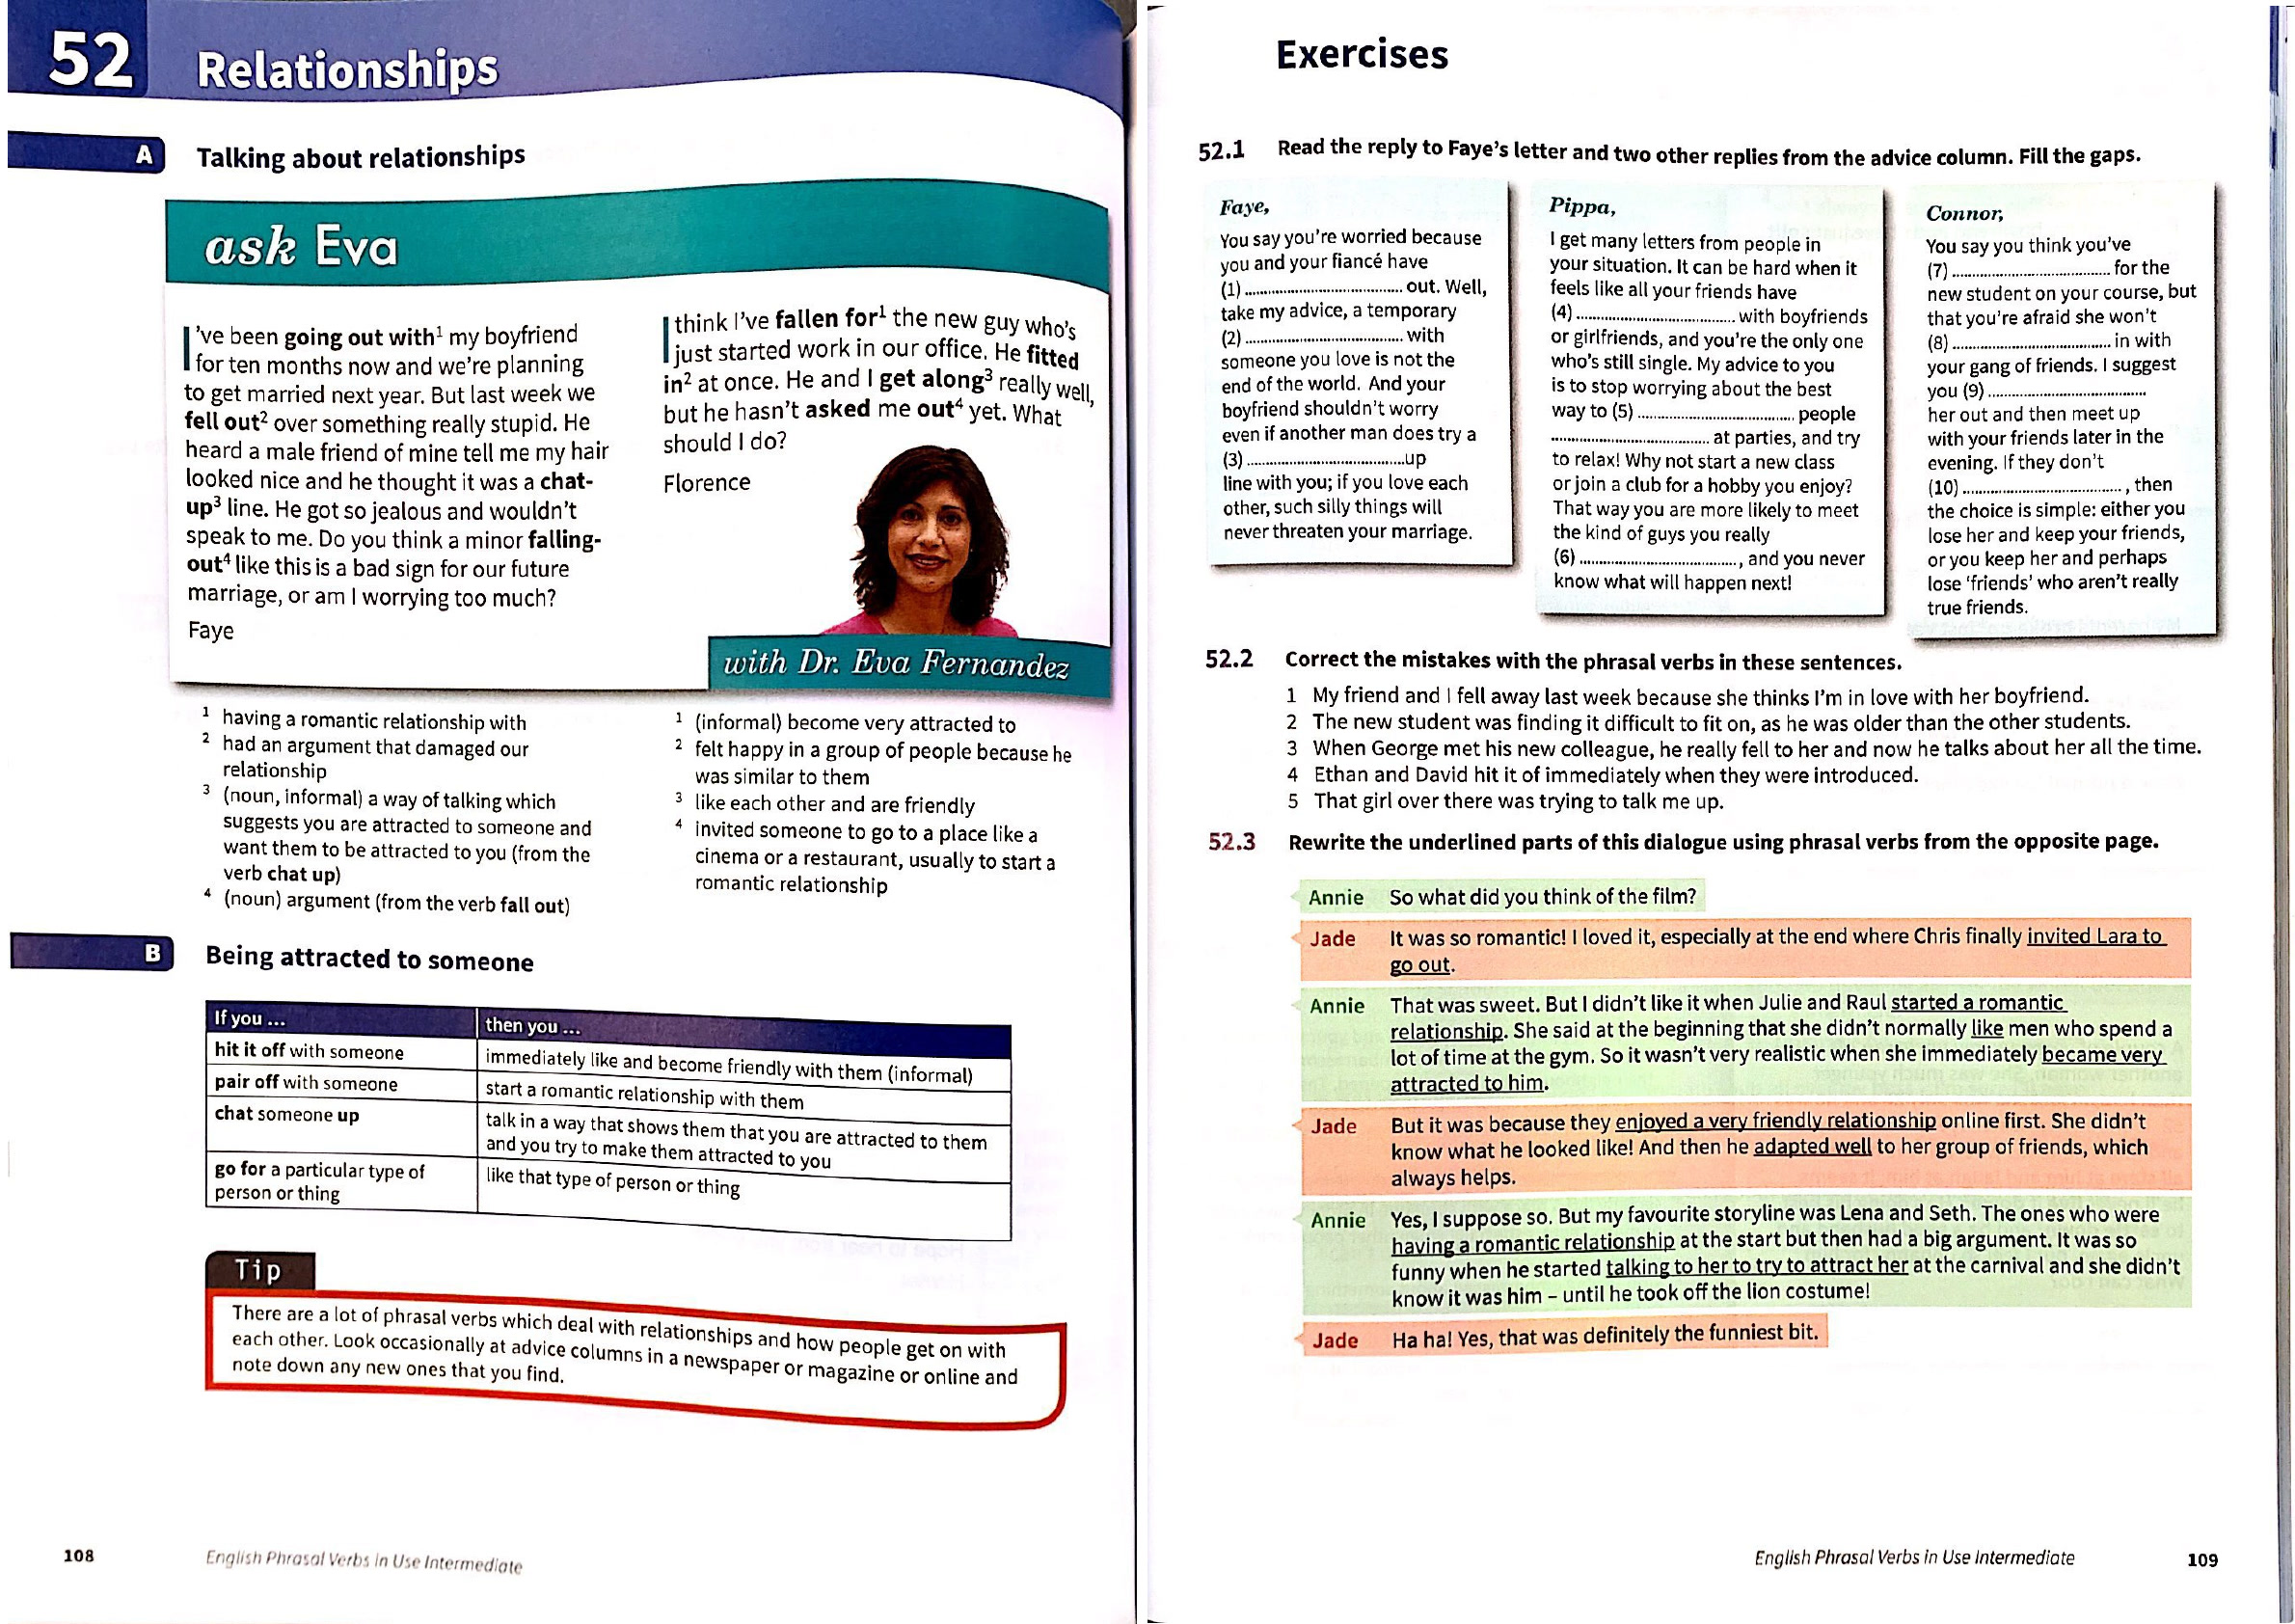 52
Relationships
A
Talking about relationships
ask Eva
I've been going out with¹ my boyfriend
for ten months now and we're planning
to get married next year. But last week we
fell out² over something really stupid. He
heard a male friend of mine tell me my hair
looked nice and he thought it was a chat-
up³ line. He got so jealous and wouldn't
speak to me. Do you think a minor falling-
out⁴ like this is a bad sign for our future
marriage, or am I worrying too much?
Faye
I think I've fallen for¹ the new guy who's
just started work in our office. He fitted
in² at once. He and I get along³ really well,
but he hasn't asked me out⁴ yet. What
should I do?
Florence
with Dr. Eva Fernandez
¹ having a romantic relationship with
² had an argument that damaged our
relationship
³ (noun, informal) a way of talking which
suggests you are attracted to someone and
want them to be attracted to you (from the
verb chat up)
⁴ (noun) argument (from the verb fall out)
¹ (informal) become very attracted to
² felt happy in a group of people because he
was similar to them
³ like each other and are friendly
⁴ invited someone to go to a place like a
cinema or a restaurant, usually to start a
romantic relationship
B
Being attracted to someone
If you ... then you ...
hit it off with someone immediately like and become friendly with them (informal)
pair off with someone start a romantic relationship with them
chat someone up talk in a way that shows them that you are attracted to them
and you try to make them attracted to you
go for a particular type of like that type of person or thing
person or thing
Tip
There are a lot of phrasal verbs which deal with relationships and how people get on with
each other. Look occasionally at advice columns in a newspaper or magazine or online and
note down any new ones that you find.
108
English Phrasal Verbs in Use Intermediate
Exercises
52.1 Read the reply to Faye's letter and two other replies from the advice column. Fill the gaps.
Faye,
You say you're worried because
you and your fiancé have
(1) ........................................ out. Well,
take my advice, a temporary
(2) ........................................ with
someone you love is not the
end of the world. And your
boyfriend shouldn't worry
even if another man does try a
(3) ........................................up
line with you; if you love each
other, such silly things will
never threaten your marriage.
Pippa,
I get many letters from people in
your situation. It can be hard when it
feels like all your friends have
(4) ........................................ with boyfriends
or girlfriends, and you're the only one
who's still single. My advice to you
is to stop worrying about the best
way to (5) ........................................ people
........................................ at parties, and try
to relax! Why not start a new class
or join a club for a hobby you enjoy?
That way you are more likely to meet
the kind of guys you really
(6) ........................................, and you never
know what will happen next!
Connor,
You say you think you've
(7) ........................................ for the
new student on your course, but
that you're afraid she won't
(8) ........................................ in with
your gang of friends. I suggest
you (9) ........................................
her out and then meet up
with your friends later in the
evening. If they don't
(10) ........................................, then
the choice is simple: either you
lose her and keep your friends,
or you keep her and perhaps
lose 'friends' who aren't really
true friends.
52.2 Correct the mistakes with the phrasal verbs in these sentences.
1 My friend and I fell away last week because she thinks I'm in love with her boyfriend.
2 The new student was finding it difficult to fit on, as he was older than the other students.
3 When George met his new colleague, he really fell to her and now he talks about her all the time.
4 Ethan and David hit it of immediately when they were introduced.
5 That girl over there was trying to talk me up.
52.3 Rewrite the underlined parts of this dialogue using phrasal verbs from the opposite page.
Annie So what did you think of the film?
Jade It was so romantic! I loved it, especially at the end where Chris finally invited Lara to
go out.
Annie That was sweet. But I didn't like it when Julie and Raul started a romantic
relationship. She said at the beginning that she didn't normally like men who spend a
lot of time at the gym. So it wasn't very realistic when she immediately became very
attracted to him.
Jade But it was because they enjoyed a very friendly relationship online first. She didn't
know what he looked like! And then he adapted well to her group of friends, which
always helps.
Annie Yes, I suppose so. But my favourite storyline was Lena and Seth. The ones who were
having a romantic relationship at the start but then had a big argument. It was so
funny when he started talking to her to try to attract her at the carnival and she didn't
know it was him – until he took off the lion costume!
Jade Ha ha! Yes, that was definitely the funniest bit.
English Phrasal Verbs in Use Intermediate
109